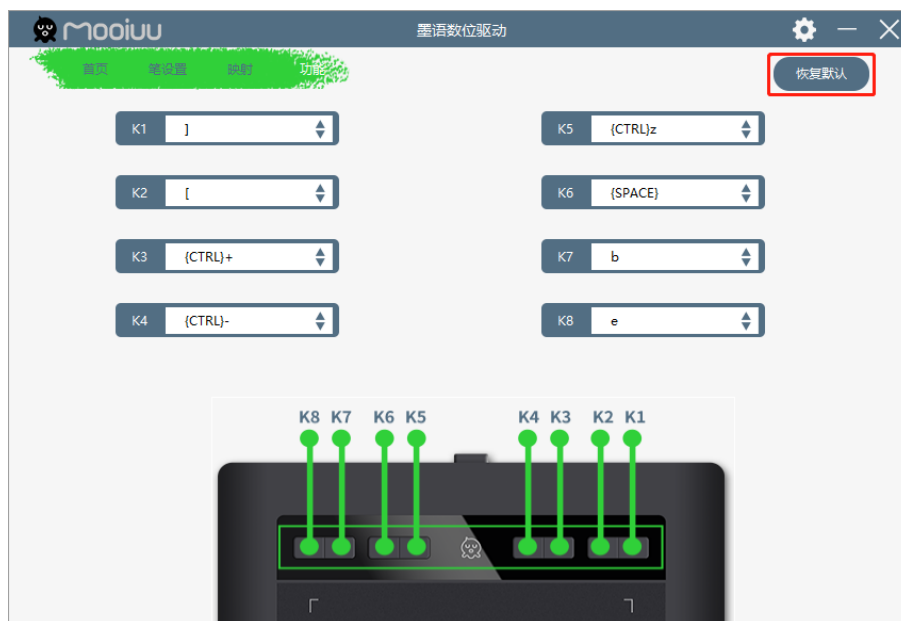 Mooiuu 墨语数位驱动
首页 笔设置 映射 功能 恢复默认
K1 ] K5 {CTRL}z
K2 [ K6 {SPACE}
K3 {CTRL}+ K7 b
K4 {CTRL}- K8 e
K8 K7 K6 K5 K4 K3 K2 K1